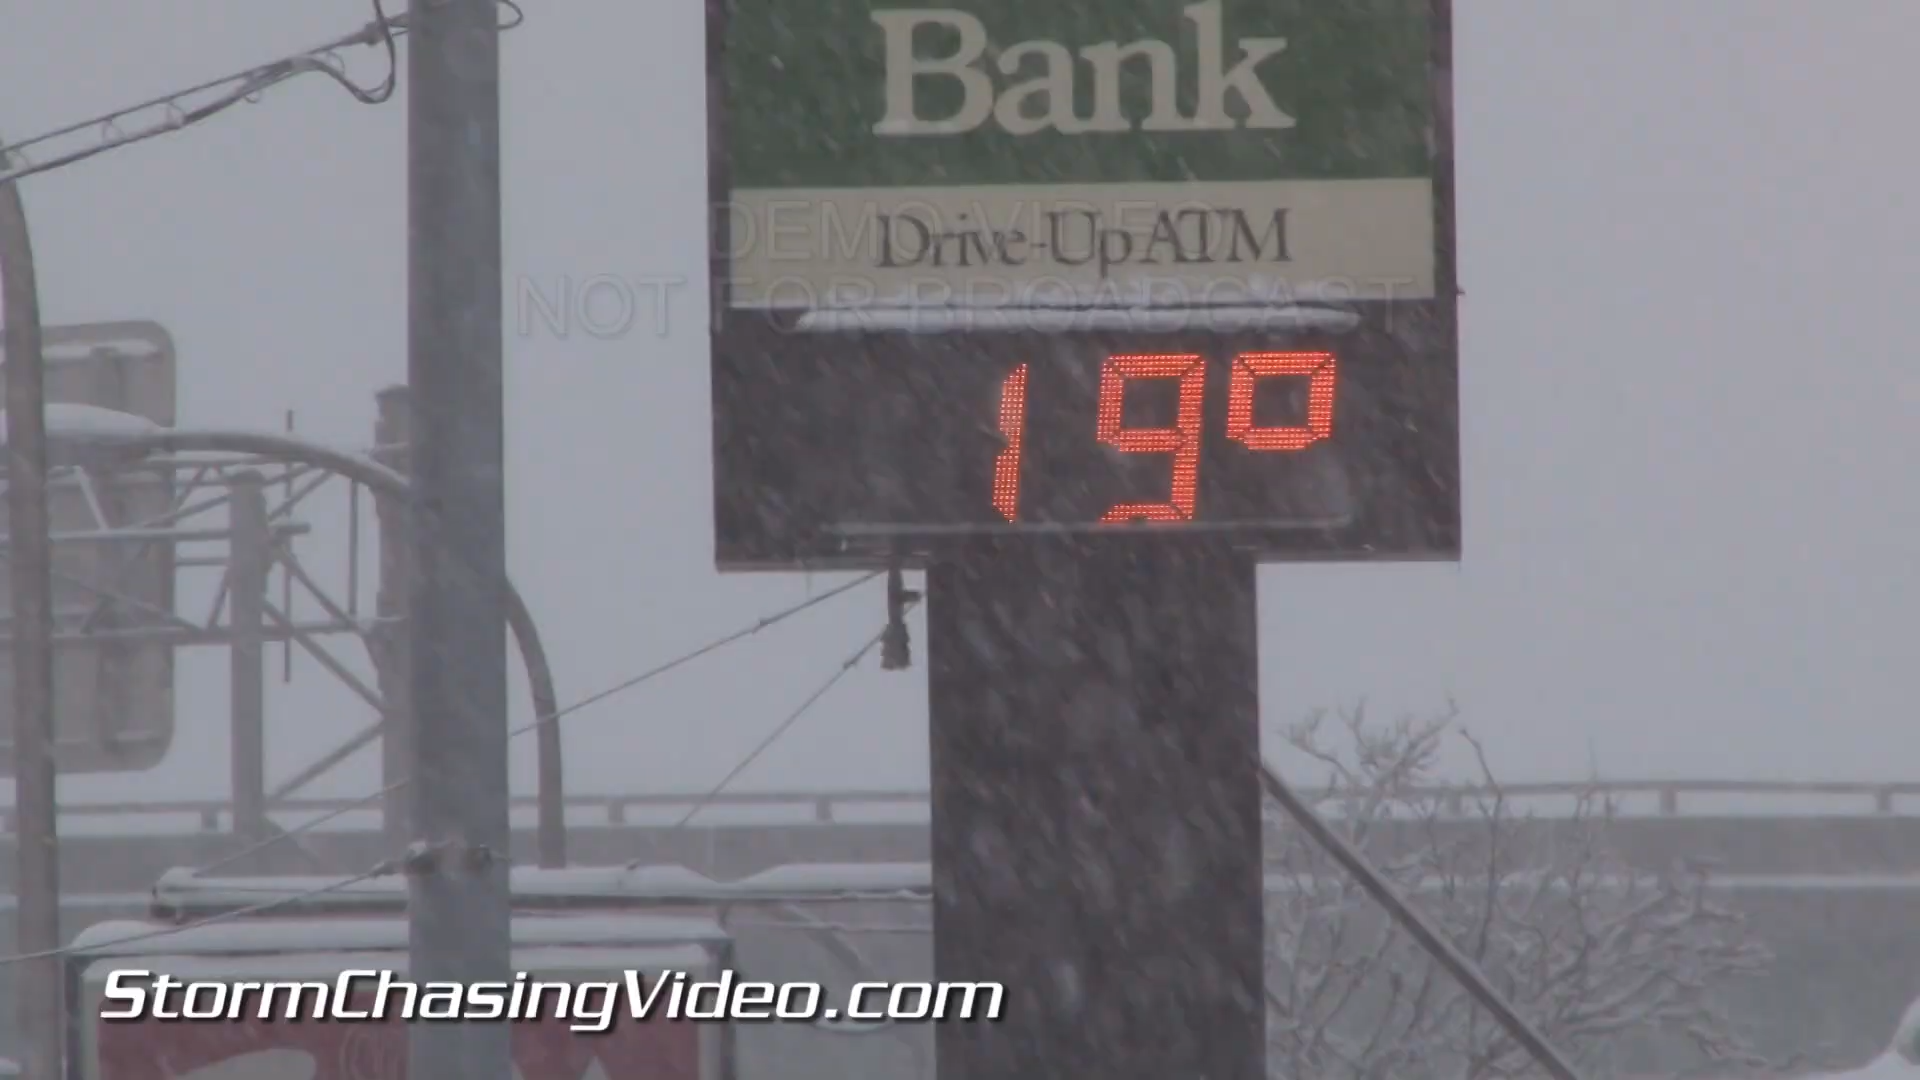 Bank
Drive-Up ATM
DEMO VIDEO
NOT FOR BROADCAST
19°
StormChasingVideo.com